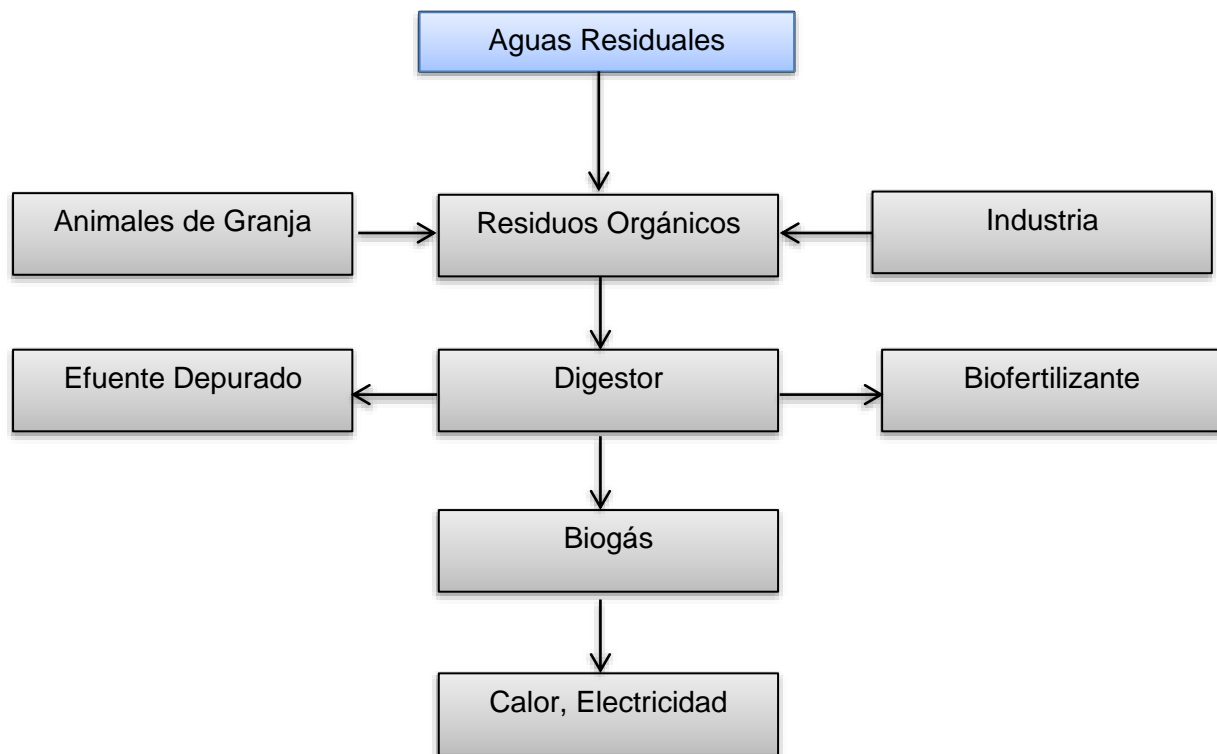 Aguas Residuales
Animales de Granja
Residuos Orgánicos
Industria
Efuente Depurado
Digestor
Biofertilizante
Biogás
Calor, Electricidad